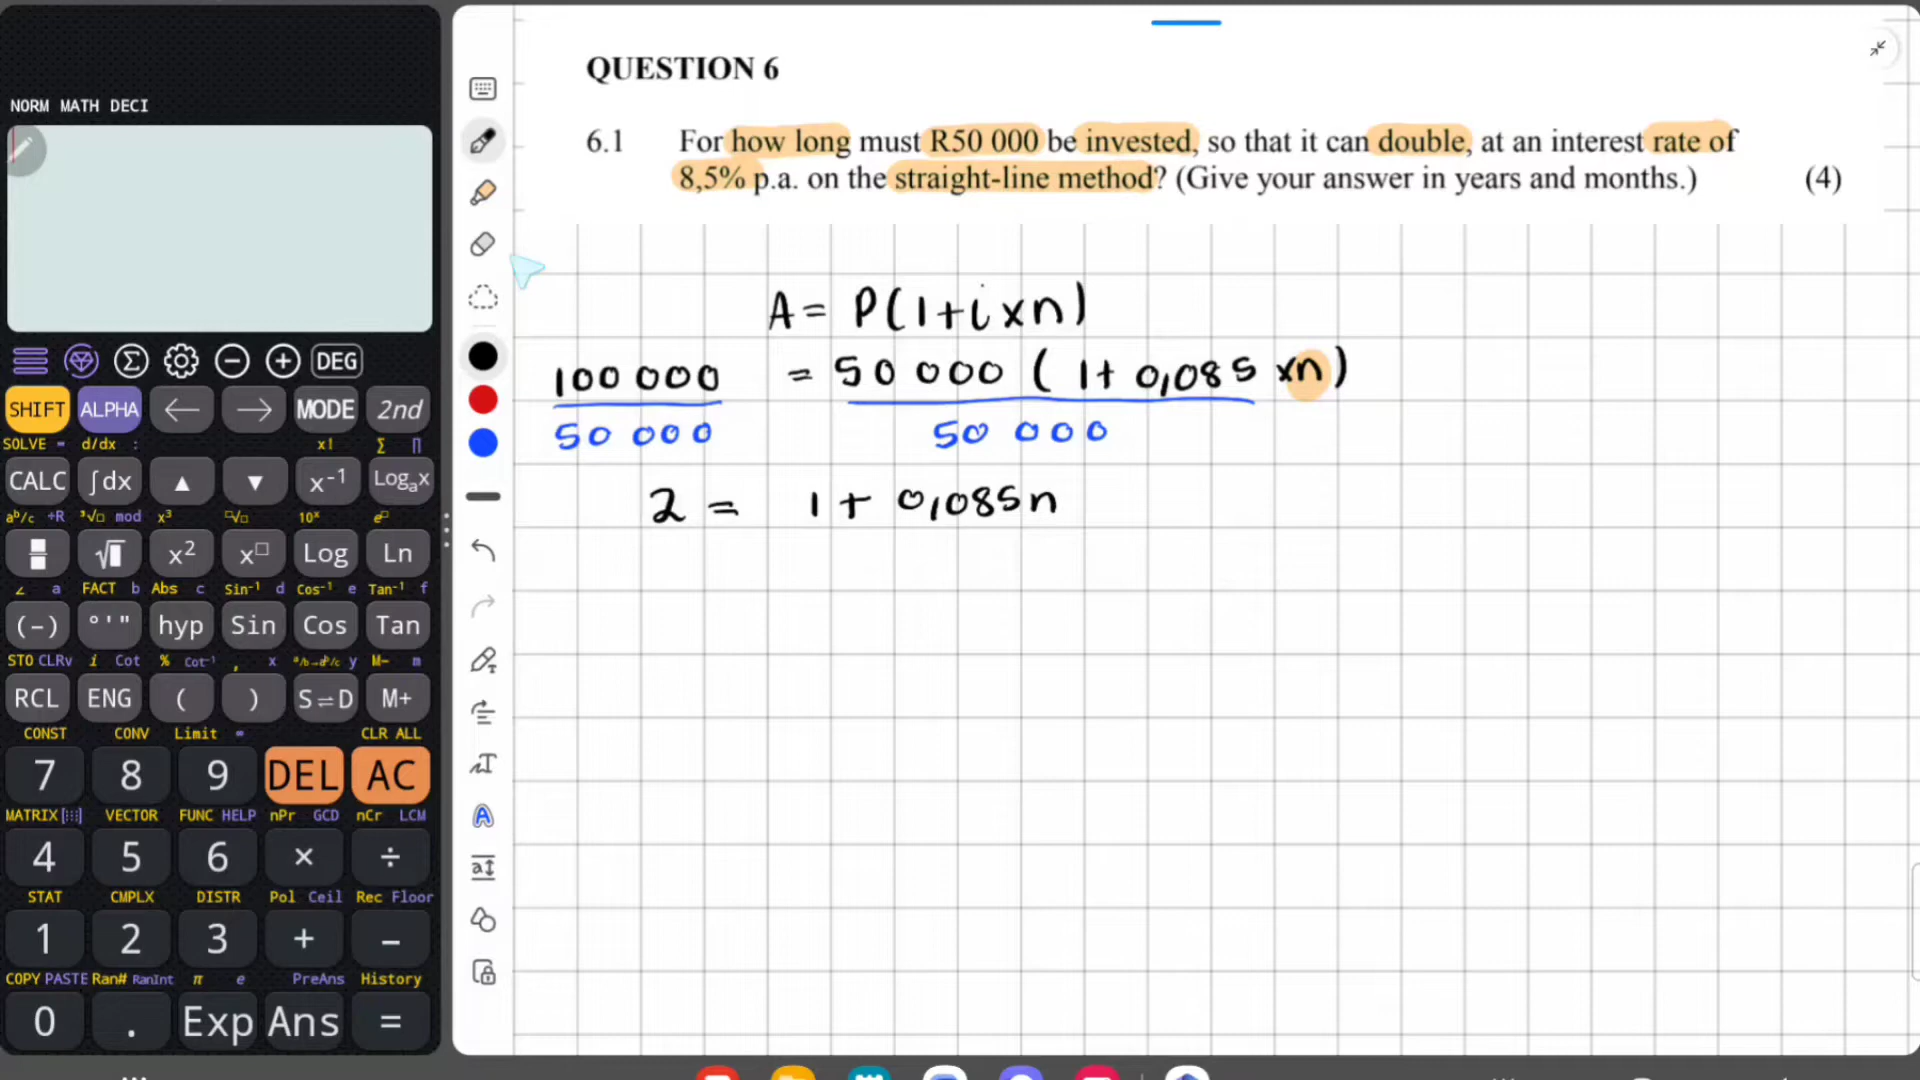 QUESTION 6
6.1 For how long must R50 000 be invested, so that it can double, at an interest rate of
8,5% p.a. on the straight-line method? (Give your answer in years and months.) (4)
A = P(1+i×n)
100 000 = 50 000 ( 1+ 0,085 ×n)
50 000 50 000
2 = 1 + 0,085n
NORM MATH DECI
DEG
SHIFT ALPHA ← → MODE 2nd
SOLVE = d/dx : x! Σ ∏
CALC ∫dx ▲ ▼ x⁻¹ Logₐx
aᵇ/c ÷R ³√□ mod x³ □√□ 10ˣ e□
√ x² x□ Log Ln
∠ a FACT b Abs c Sin⁻¹ d Cos⁻¹ e Tan⁻¹ f
(−) °'" hyp Sin Cos Tan
STO CLRv i Cot % Cot⁻¹ , x y M− m
RCL ENG ( ) S⇌D M+
CONST CONV Limit ∞ CLR ALL
7 8 9 DEL AC
MATRIX VECTOR FUNC HELP nPr GCD nCr LCM
4 5 6 × ÷
STAT CMPLX DISTR Pol Ceil Rec Floor
1 2 3 + −
COPY PASTE Ran# RanInt π e PreAns History
0 . Exp Ans =